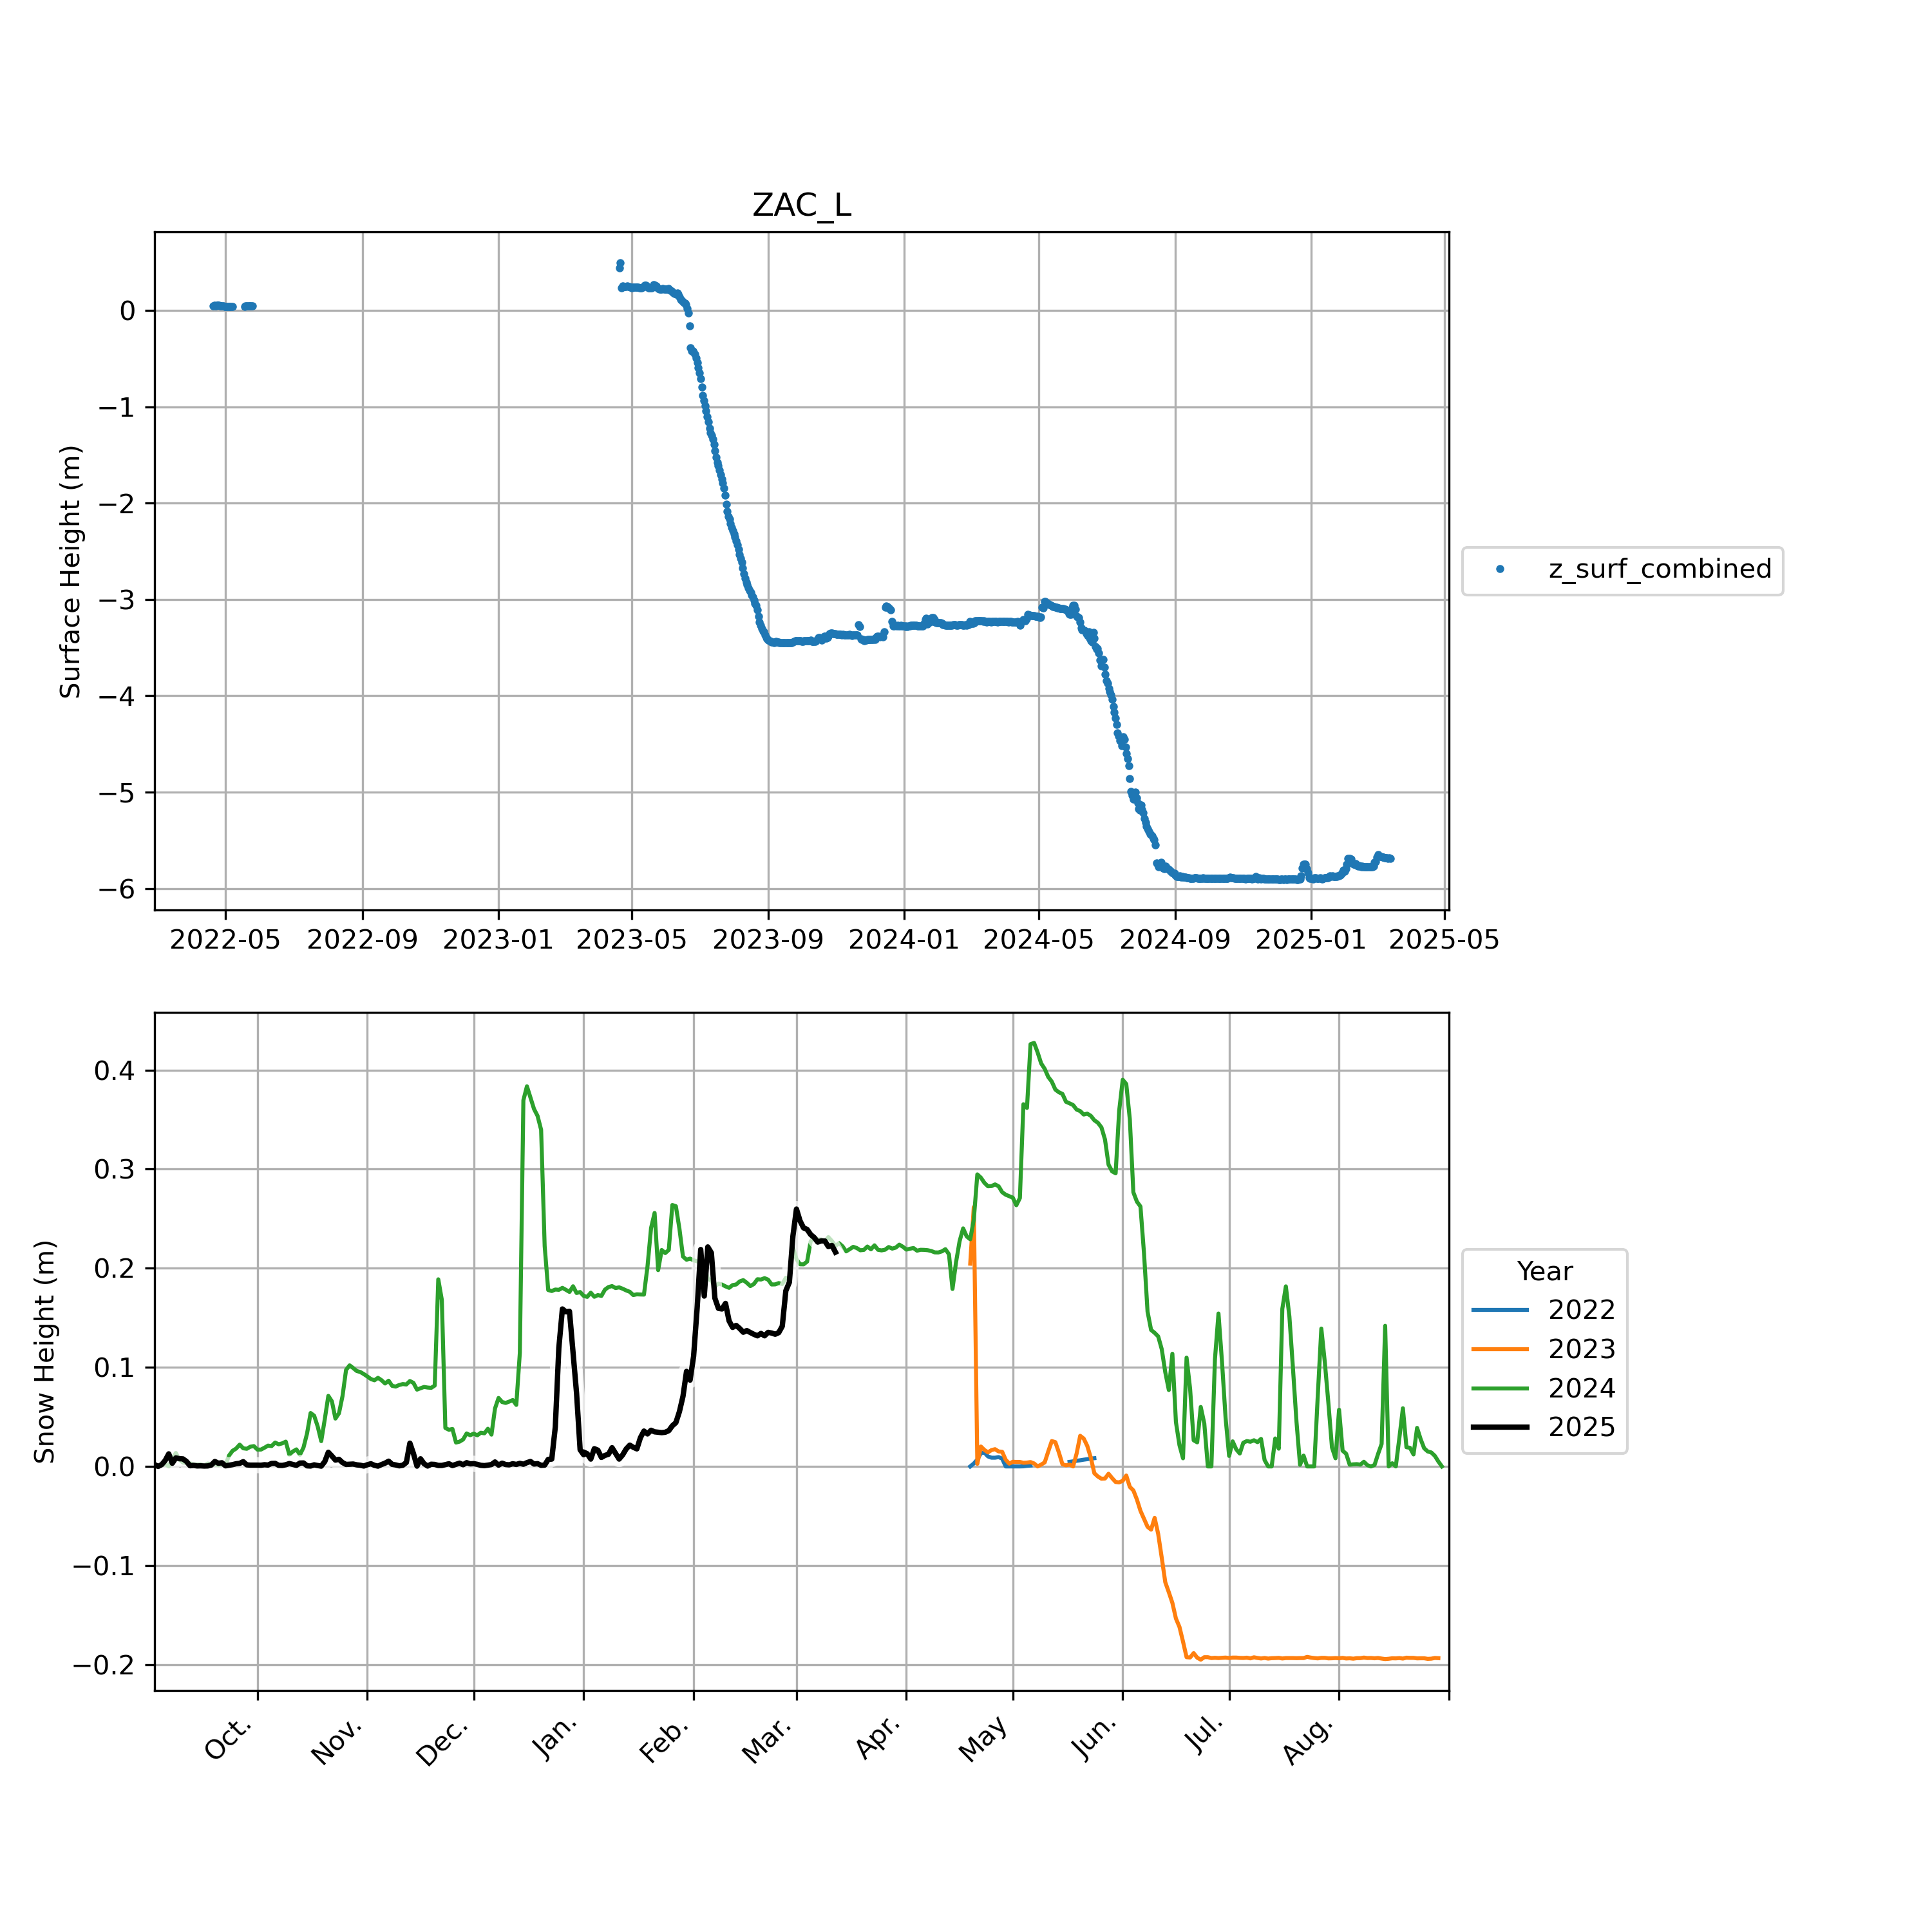 ZAC_L
Surface Height (m)
0
−1
−2
−3
−4
−5
−6
2022-05 2022-09 2023-01 2023-05 2023-09 2024-01 2024-05 2024-09 2025-01 2025-05
z_surf_combined
Snow Height (m)
0.4
0.3
0.2
0.1
0.0
−0.1
−0.2
Oct. Nov. Dec. Jan. Feb. Mar. Apr. May Jun. Jul. Aug.
Year
2022
2023
2024
2025